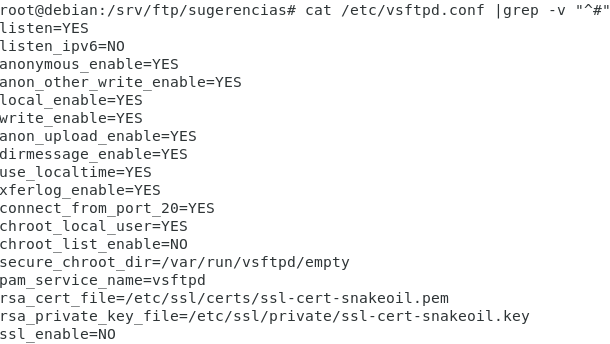 root@debian:/srv/ftp/sugerencias# cat /etc/vsftpd.conf |grep -v "^#"
listen=YES
listen_ipv6=NO
anonymous_enable=YES
anon_other_write_enable=YES
local_enable=YES
write_enable=YES
anon_upload_enable=YES
dirmessage_enable=YES
use_localtime=YES
xferlog_enable=YES
connect_from_port_20=YES
chroot_local_user=YES
chroot_list_enable=NO
secure_chroot_dir=/var/run/vsftpd/empty
pam_service_name=vsftpd
rsa_cert_file=/etc/ssl/certs/ssl-cert-snakeoil.pem
rsa_private_key_file=/etc/ssl/private/ssl-cert-snakeoil.key
ssl_enable=NO